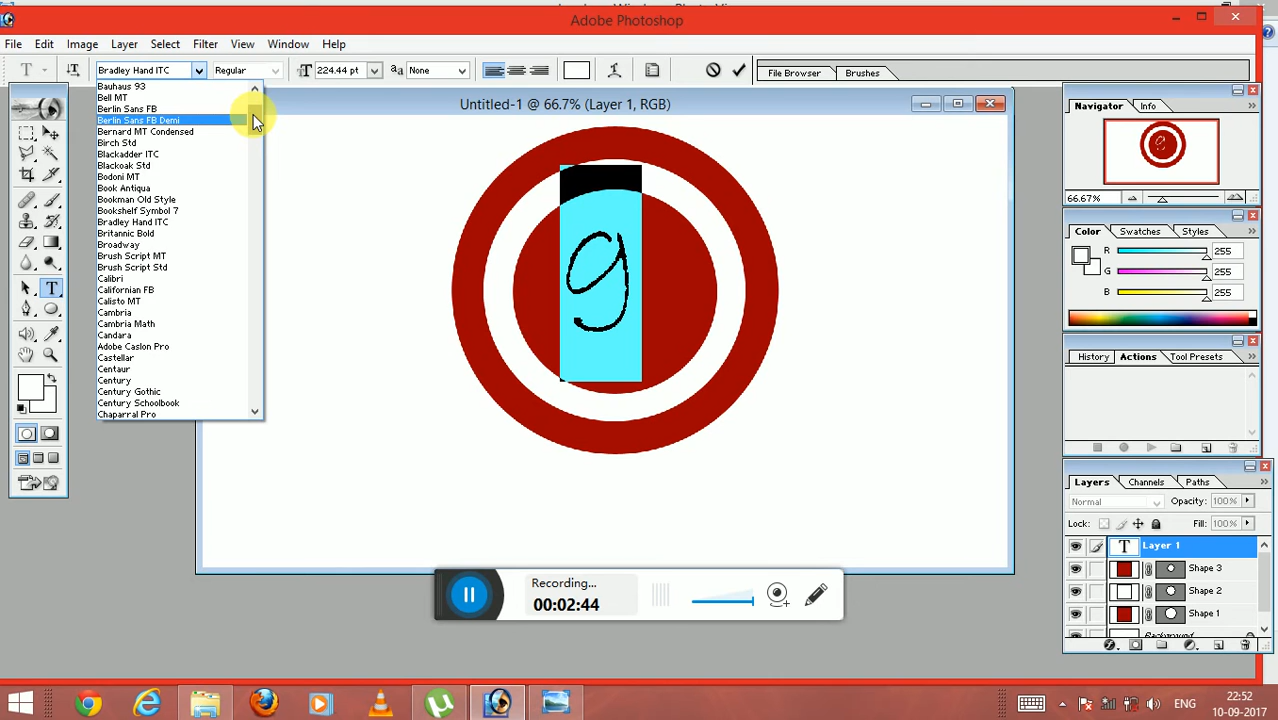 Adobe Photoshop
File Edit Image Layer Select Filter View Window Help
T Bradley Hand ITC Regular 224.44 pt None File Browser Brushes
Bauhaus 93
Bell MT
Berlin Sans FB
Berlin Sans FB Demi
Bernard MT Condensed
Birch Std
Blackadder ITC
Blackoak Std
Bodoni MT
Book Antiqua
Bookman Old Style
Bookshelf Symbol 7
Bradley Hand ITC
Britannic Bold
Broadway
Brush Script MT
Brush Script Std
Calibri
Californian FB
Calisto MT
Cambria
Cambria Math
Candara
Adobe Caslon Pro
Castellar
Centaur
Century
Century Gothic
Century Schoolbook
Chaparral Pro
Untitled-1 @ 66.7% (Layer 1, RGB)
g
Navigator Info
66.67%
Color Swatches Styles
R 255
G 255
B 255
History Actions Tool Presets
Layers Channels Paths
Normal Opacity: 100%
Lock: Fill: 100%
T Layer 1
Shape 3
Shape 2
Shape 1
Recording...
00:02:44
ENG
22:52
10-09-2017